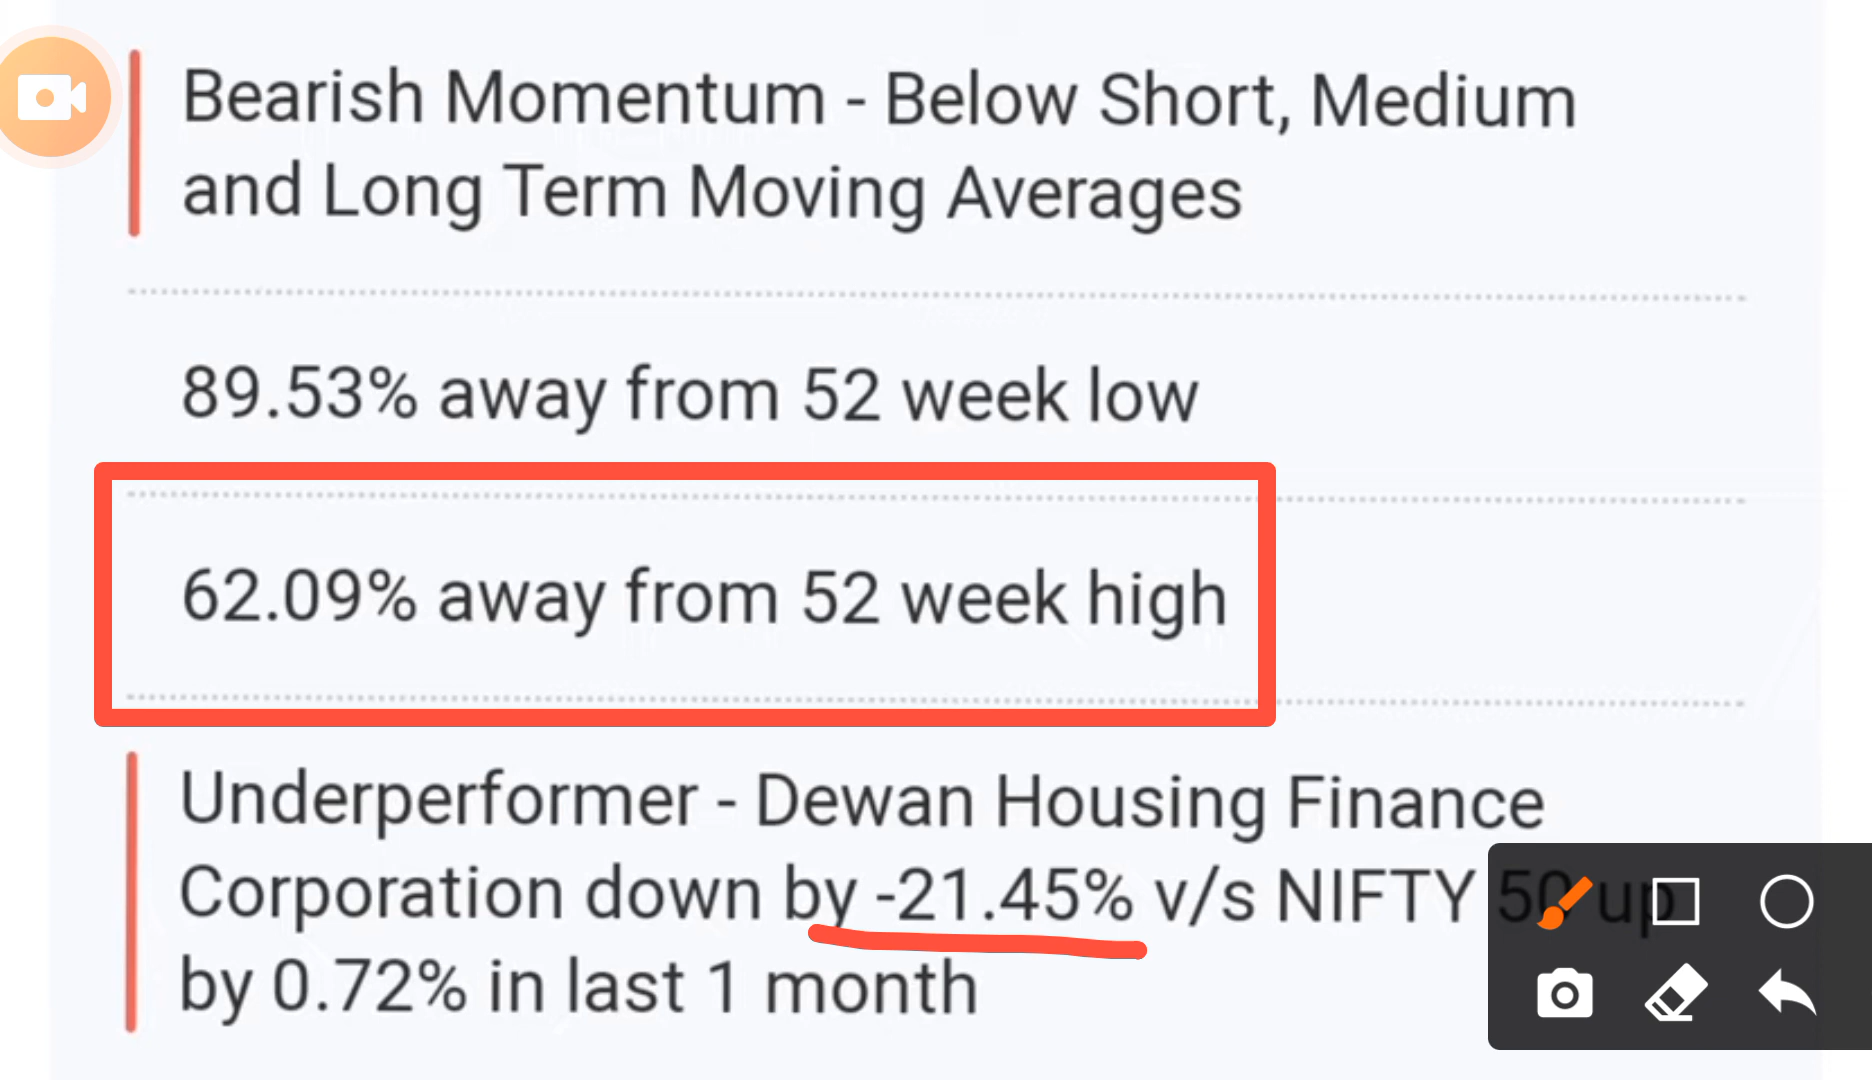 Bearish Momentum - Below Short, Medium
and Long Term Moving Averages
89.53% away from 52 week low
62.09% away from 52 week high
Underperformer - Dewan Housing Finance
Corporation down by -21.45% v/s NIFTY 50 up
by 0.72% in last 1 month